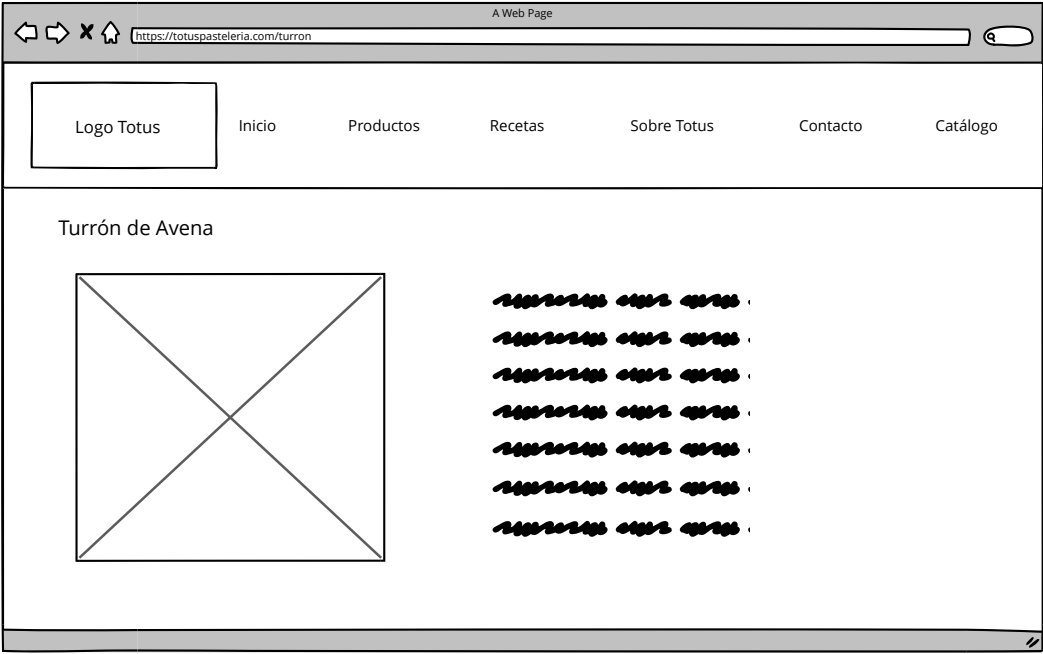 A Web Page
https://totuspasteleria.com/turron
Logo Totus Inicio Productos Recetas Sobre Totus Contacto Catálogo
Turrón de Avena